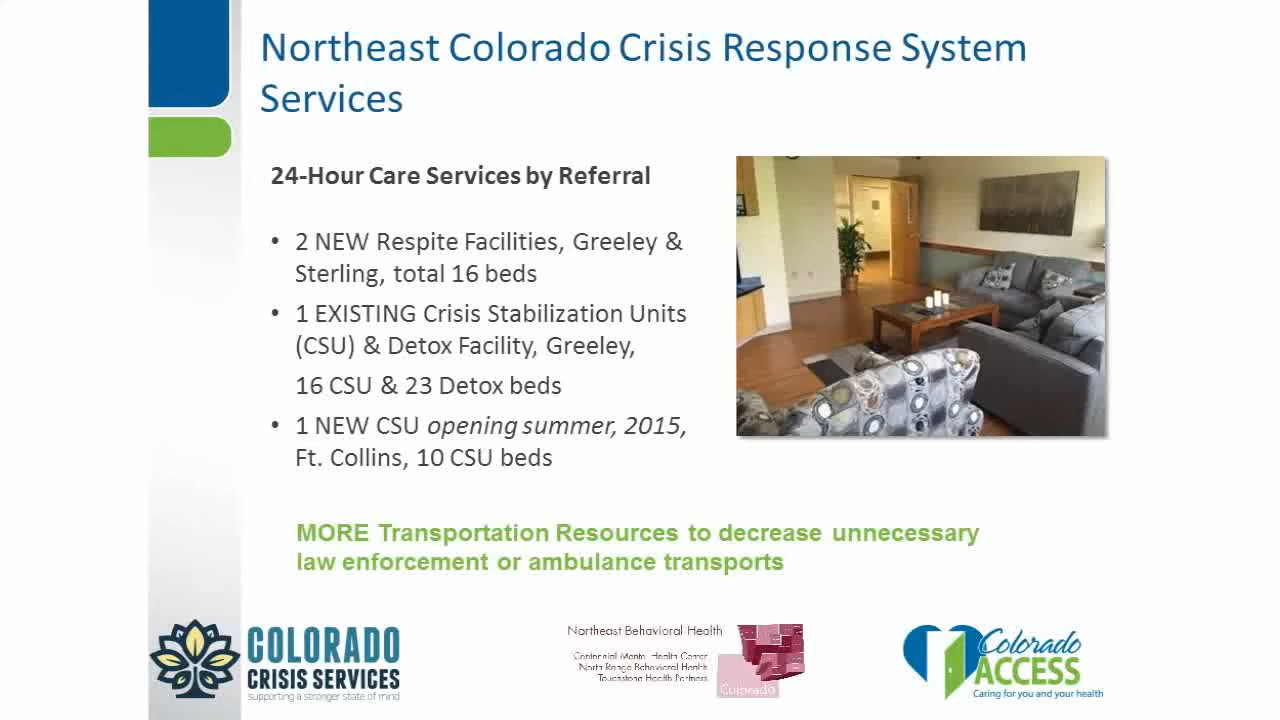 Northeast Colorado Crisis Response System
Services
24-Hour Care Services by Referral
• 2 NEW Respite Facilities, Greeley &
Sterling, total 16 beds
• 1 EXISTING Crisis Stabilization Units
(CSU) & Detox Facility, Greeley,
16 CSU & 23 Detox beds
• 1 NEW CSU opening summer, 2015,
Ft. Collins, 10 CSU beds
MORE Transportation Resources to decrease unnecessary
law enforcement or ambulance transports
COLORADO
CRISIS SERVICES
supporting a stronger state of mind
Northeast Behavioral Health
Centennial Mental Health Center
North Range Behavioral Health
Touchstone Health Partners
Colorado
Colorado
ACCESS
Caring for you and your health